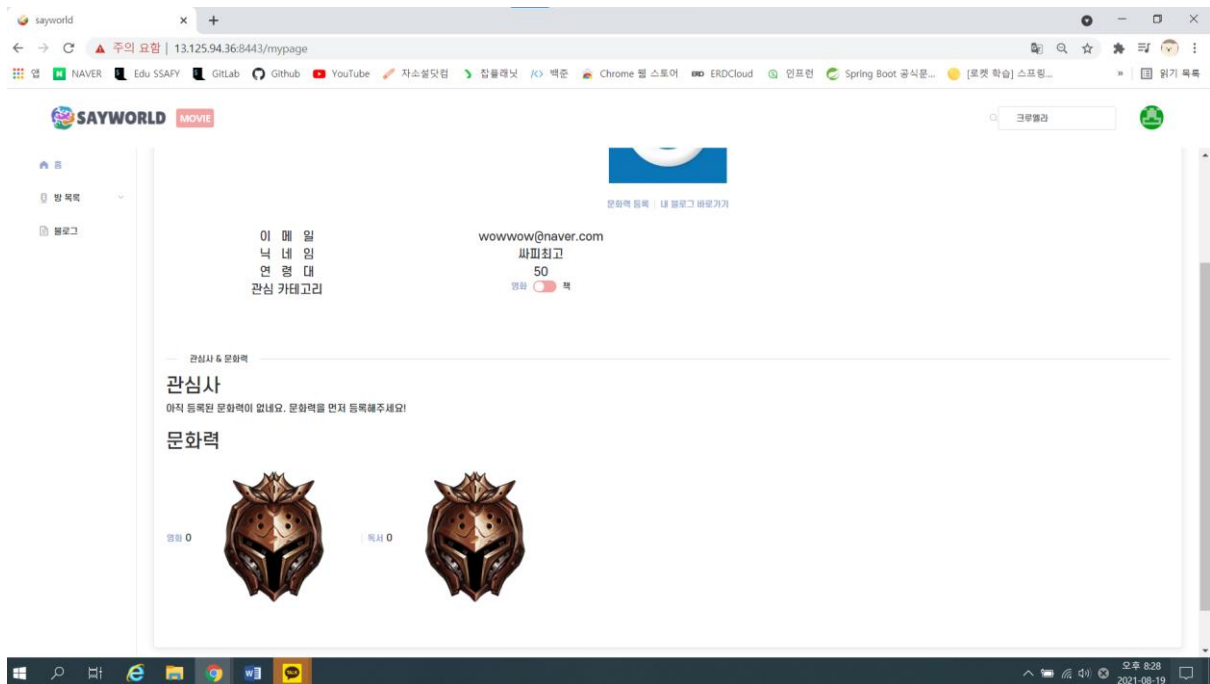 sayworld
주의 요함 | 13.125.94.36:8443/mypage
앱 NAVER Edu SSAFY GitLab Github YouTube 자소설닷컴 잡플래닛 백준 Chrome 웹 스토어 ERDCloud 인프런 Spring Boot 공식문... [로켓 학습] 스프링... » 읽기 목록
SAYWORLD MOVIE 크루엘라
홈
방 목록
블로그
문화력 등록 내 블로그 바로가기
이 메 일 wowwow@naver.com
닉 네 임 싸피최고
연 령 대 50
관심 카테고리 영화 책
관심사 & 문화력
관심사
아직 등록된 문화력이 없네요. 문화력을 먼저 등록해주세요!
문화력
영화 0 독서 0
오후 8:28
2021-08-19